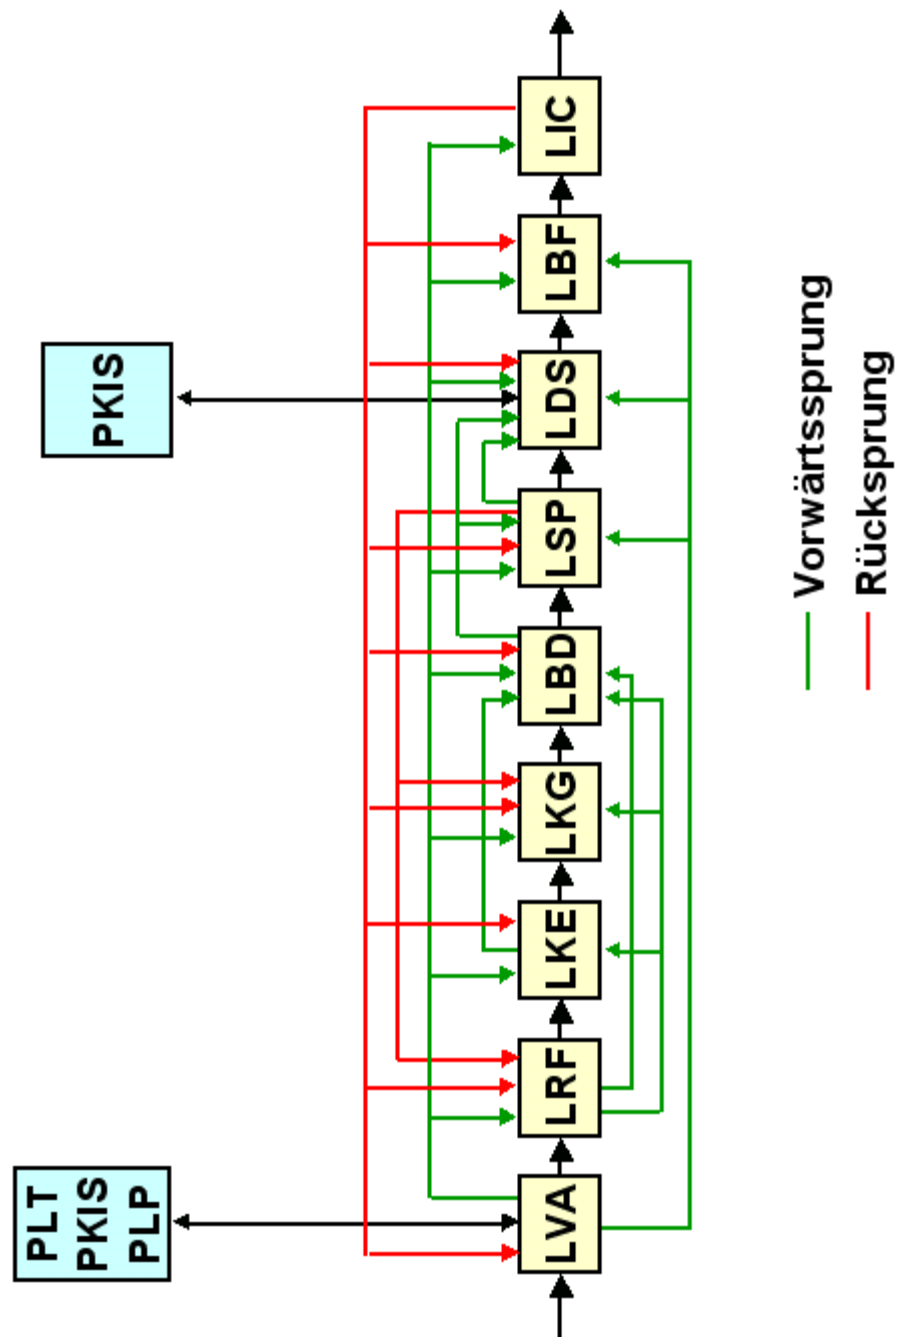 PLT
PKIS
PLP
PKIS
LVA
LRF
LKE
LKG
LBD
LSP
LDS
LBF
LIC
Vorwärtssprung
Rücksprung